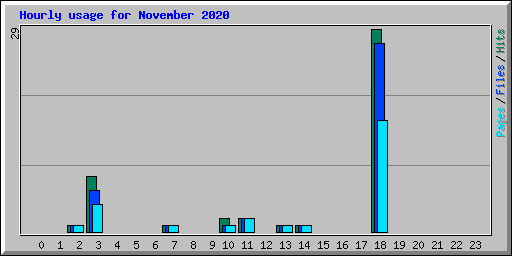 Hourly usage for November 2020
29
Pages/Files/Hits
0 1 2 3 4 5 6 7 8 9 10 11 12 13 14 15 16 17 18 19 20 21 22 23